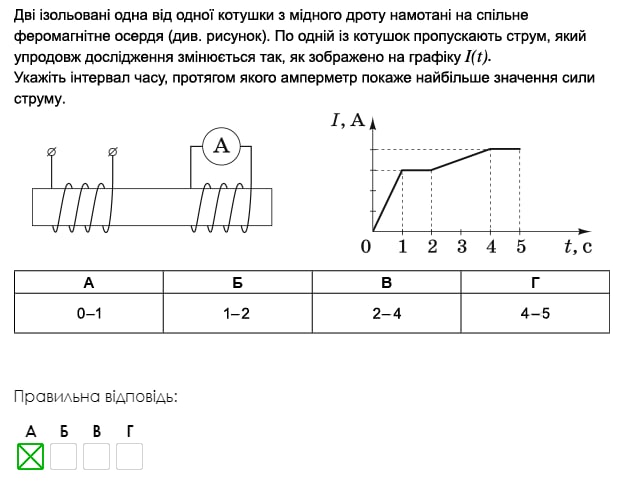 Дві ізольовані одна від одної котушки з мідного дроту намотані на спільне
феромагнітне осердя (див. рисунок). По одній із котушок пропускають струм, який
упродовж дослідження змінюється так, як зображено на графіку I(t).
Укажіть інтервал часу, протягом якого амперметр покаже найбільше значення сили
струму.
A
I, A
0 1 2 3 4 5 t, c
А Б В Г
0–1 1–2 2–4 4–5
Правильна відповідь:
А Б В Г